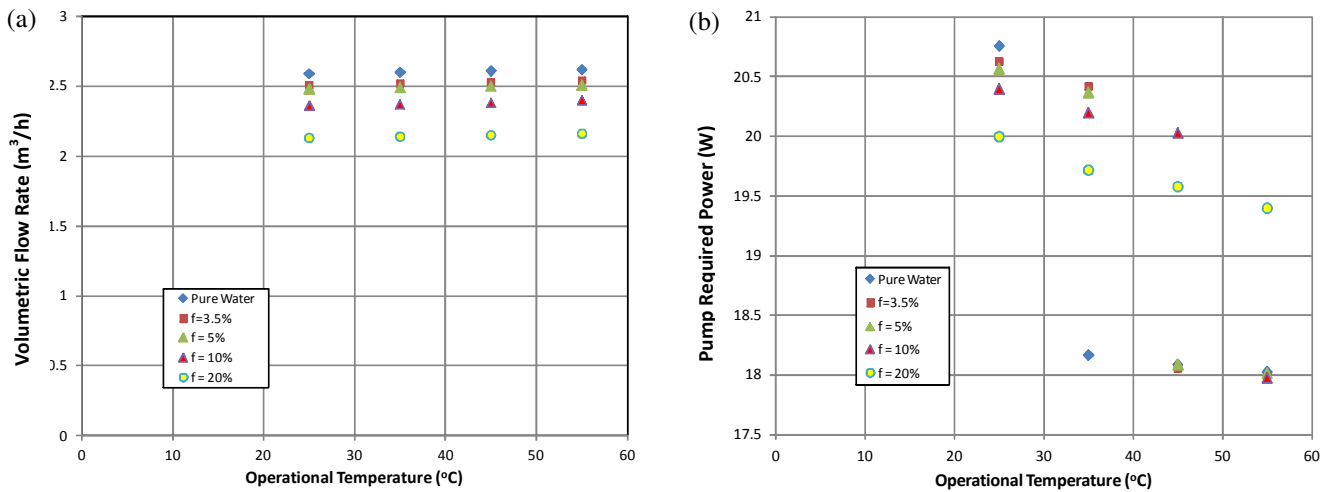 (a)
3
2.5
2
1.5
1
0.5
0
0
10
20
30
40
50
60
Volumetric Flow Rate (m³/h)
Operational Temperature (ºC)
Pure Water
f=3.5%
f = 5%
f = 10%
f = 20%
(b)
21
20.5
20
19.5
19
18.5
18
17.5
0
10
20
30
40
50
60
Pump Required Power (W)
Operational Temperature (ºC)
Pure Water
f=3.5%
f = 5%
f = 10%
f = 20%